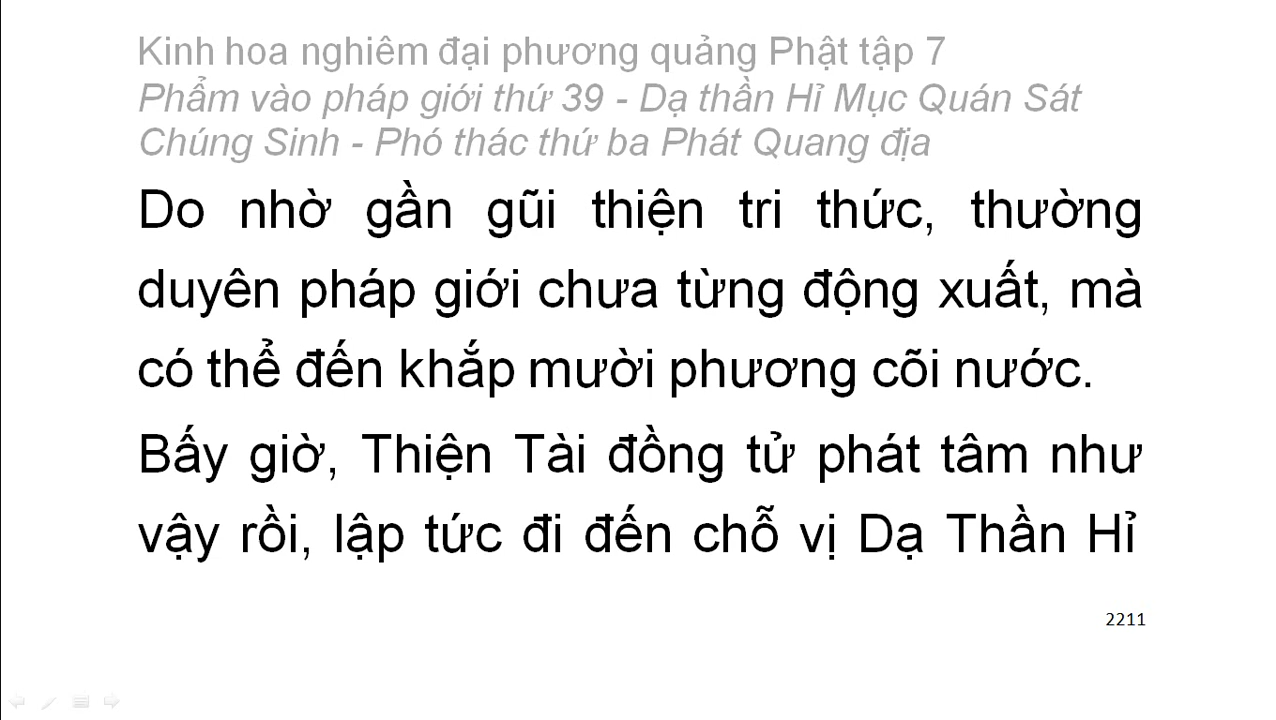 Kinh hoa nghiêm đại phương quảng Phật tập 7
Phẩm vào pháp giới thứ 39 - Dạ thần Hỉ Mục Quán Sát
Chúng Sinh - Phó thác thứ ba Phát Quang địa
Do nhờ gần gũi thiện tri thức, thường
duyên pháp giới chưa từng động xuất, mà
có thể đến khắp mười phương cõi nước.
Bấy giờ, Thiện Tài đồng tử phát tâm như
vậy rồi, lập tức đi đến chỗ vị Dạ Thần Hỉ
2211